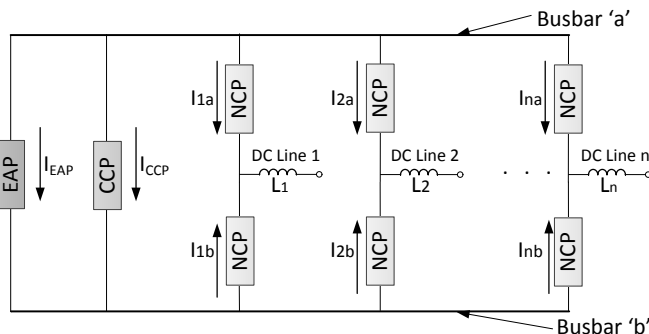 Busbar 'a'
I1a
NCP
I2a
NCP
Ina
NCP
EAP
IEAP
CCP
ICCP
DC Line 1
L1
DC Line 2
L2
. . .
DC Line n
Ln
I1b
NCP
I2b
NCP
Inb
NCP
Busbar 'b'